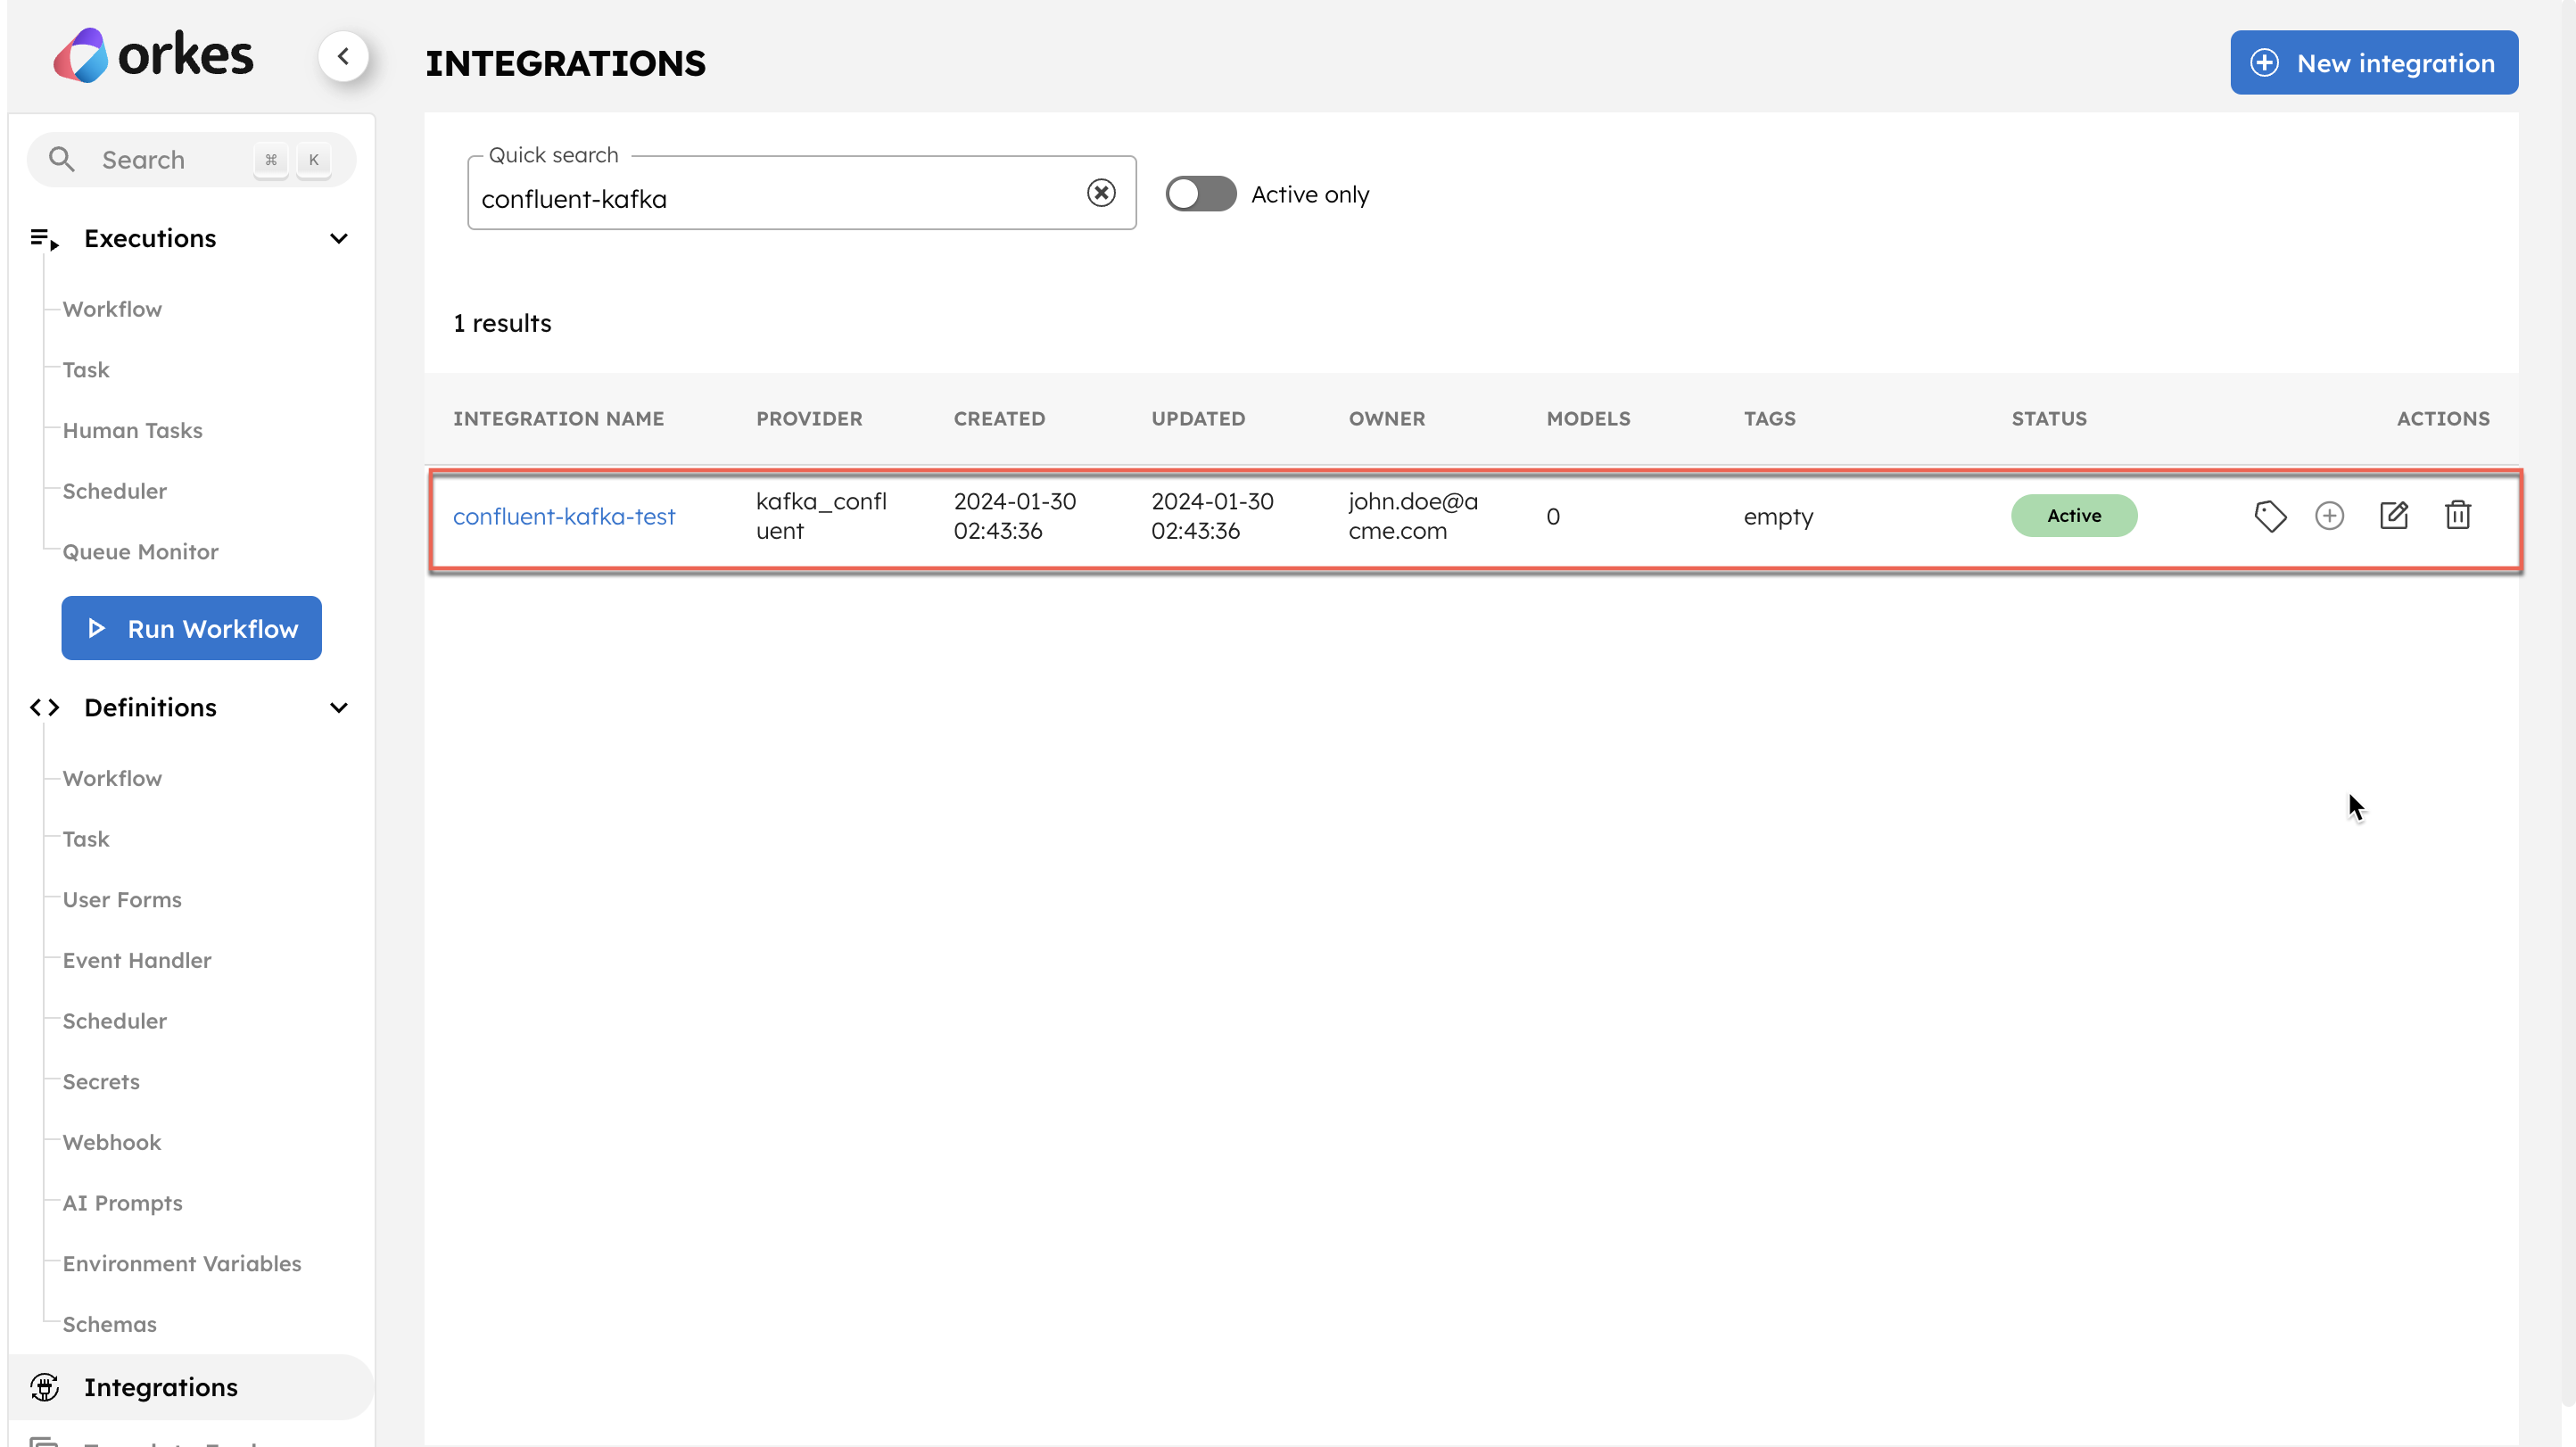 orkes
INTEGRATIONS
New integration
Search ⌘ K
Executions
Workflow
Task
Human Tasks
Scheduler
Queue Monitor
Run Workflow
Definitions
Workflow
Task
User Forms
Event Handler
Scheduler
Secrets
Webhook
AI Prompts
Environment Variables
Schemas
Integrations
Quick search
confluent-kafka
Active only
1 results
INTEGRATION NAME PROVIDER CREATED UPDATED OWNER MODELS TAGS STATUS ACTIONS
confluent-kafka-test kafka_confl 2024-01-30 2024-01-30 john.doe@a 0 empty Active
uent 02:43:36 02:43:36 cme.com